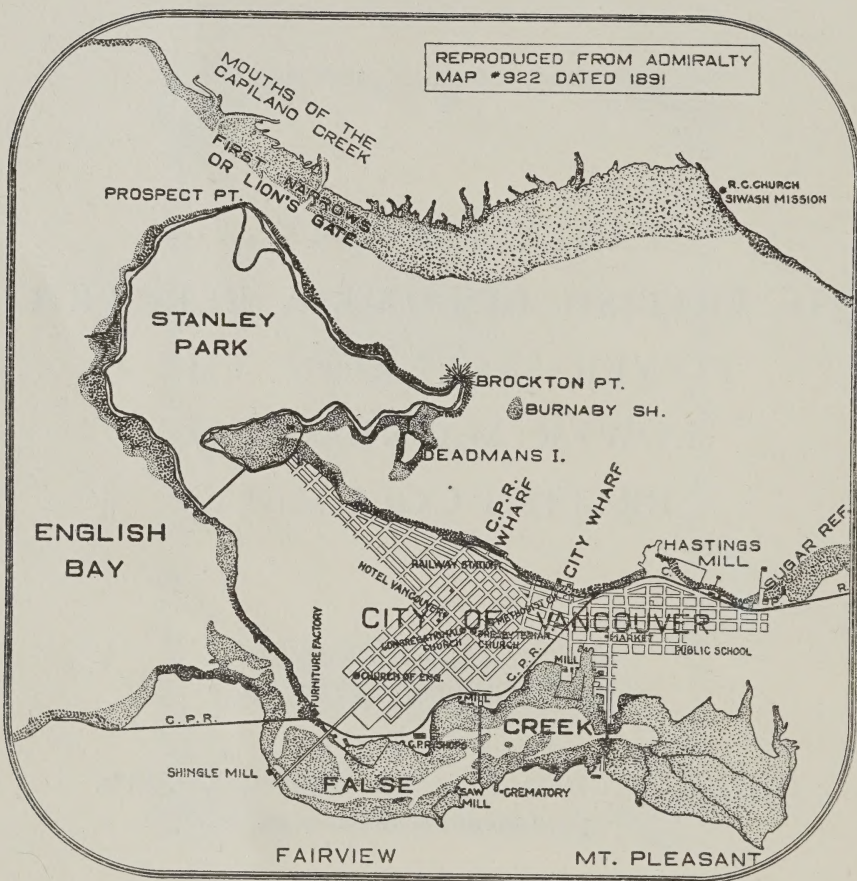 REPRODUCED FROM ADMIRALTY
MAP #922 DATED 1891
MOUTHS OF THE
CAPILANO CREEK
FIRST NARROWS
OR LION'S GATE.
PROSPECT PT.
R.C. CHURCH
SIWASH MISSION
STANLEY
PARK
BROCKTON PT.
BURNABY SH.
DEADMANS I.
ENGLISH
BAY
C.P.R.
WHARF
CITY WHARF
HASTINGS
MILL
SUGAR REF.
RAILWAY STATION
HOTEL VANCOUVER
C.
R.
CITY OF VANCOUVER
METHODIST CH.
CONGREGATIONAL
CHURCH
PRESBYTERIAN
CHURCH
MARKET
PUBLIC SCHOOL
CHURCH OF ENG.
C.P.R.
MILL
FURNITURE FACTORY
MILL
C.P.R.
CREEK
C.P.R. SHOPS
SHINGLE MILL
FALSE
SAW
MILL
CREMATORY
FAIRVIEW
MT. PLEASANT